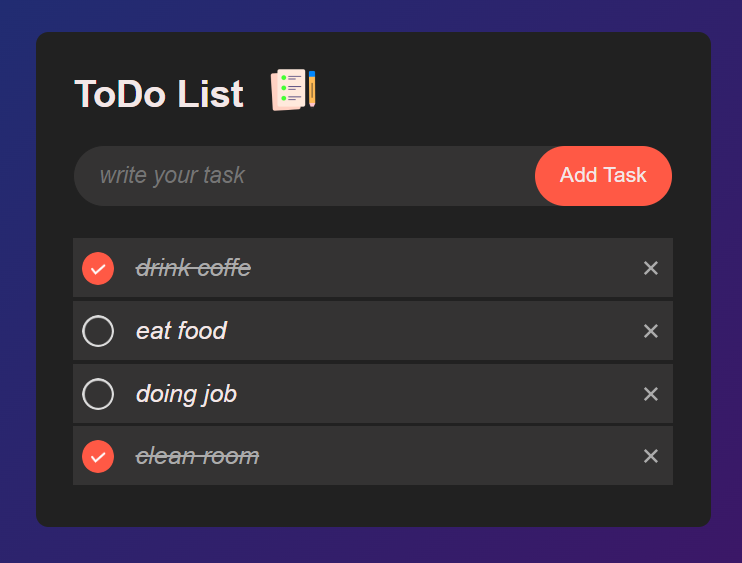 ToDo List
write your task
Add Task
drink coffe
eat food
doing job
clean room